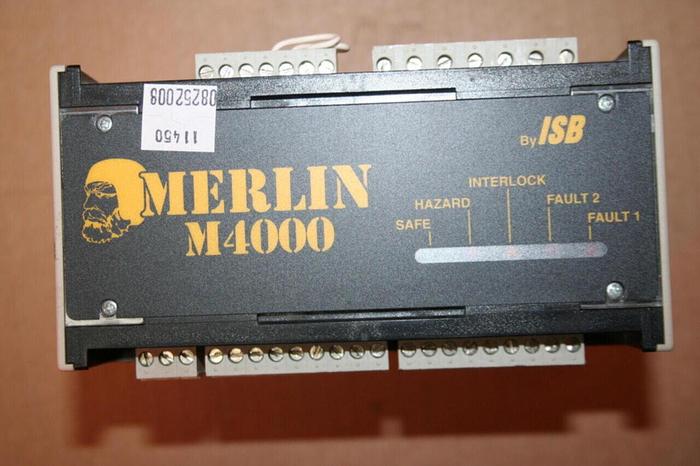 11450
08252008
By ISB
MERLIN
M4000
INTERLOCK
HAZARD
FAULT 2
SAFE
FAULT 1